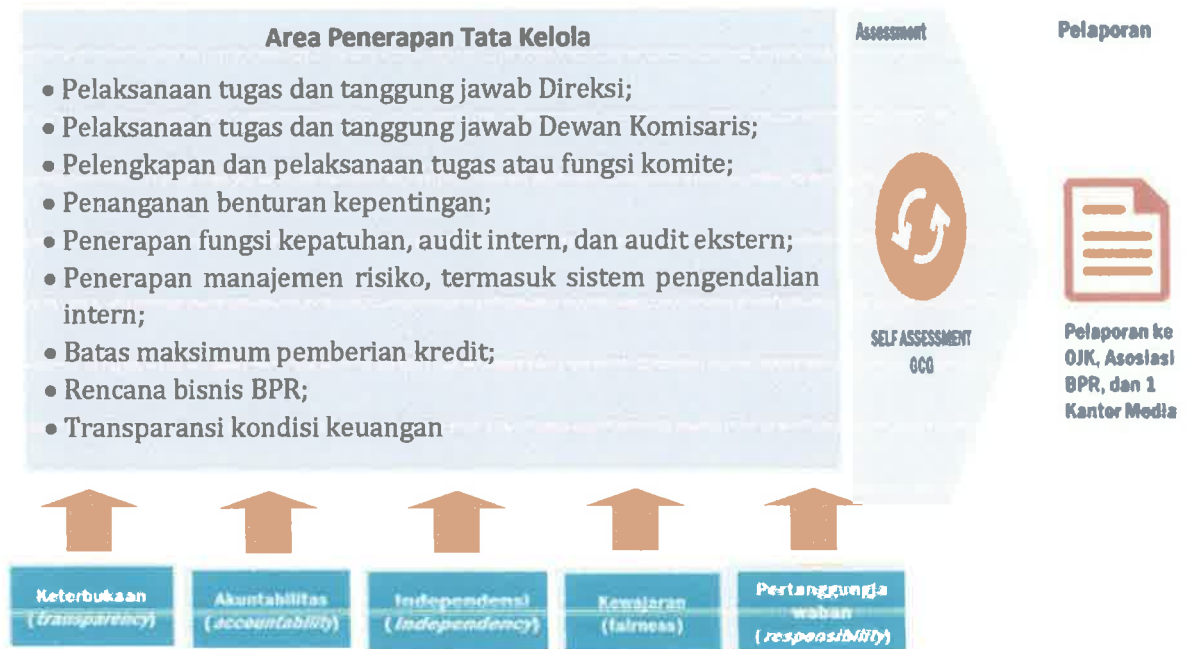 Area Penerapan Tata Kelola
• Pelaksanaan tugas dan tanggung jawab Direksi;
• Pelaksanaan tugas dan tanggung jawab Dewan Komisaris;
• Pelengkapan dan pelaksanaan tugas atau fungsi komite;
• Penanganan benturan kepentingan;
• Penerapan fungsi kepatuhan, audit intern, dan audit ekstern;
• Penerapan manajemen risiko, termasuk sistem pengendalian
intern;
• Batas maksimum pemberian kredit;
• Rencana bisnis BPR;
• Transparansi kondisi keuangan
Assessment
SELF ASSESSMENT
GCG
Pelaporan
Pelaporan ke
OJK, Asosiasi
BPR, dan 1
Kantor Media
Keterbukaan
(transparency)
Akuntabilitas
(accountability)
Independensi
(independency)
Kewajaran
(fairness)
Pertanggungja
waban
(responsibility)